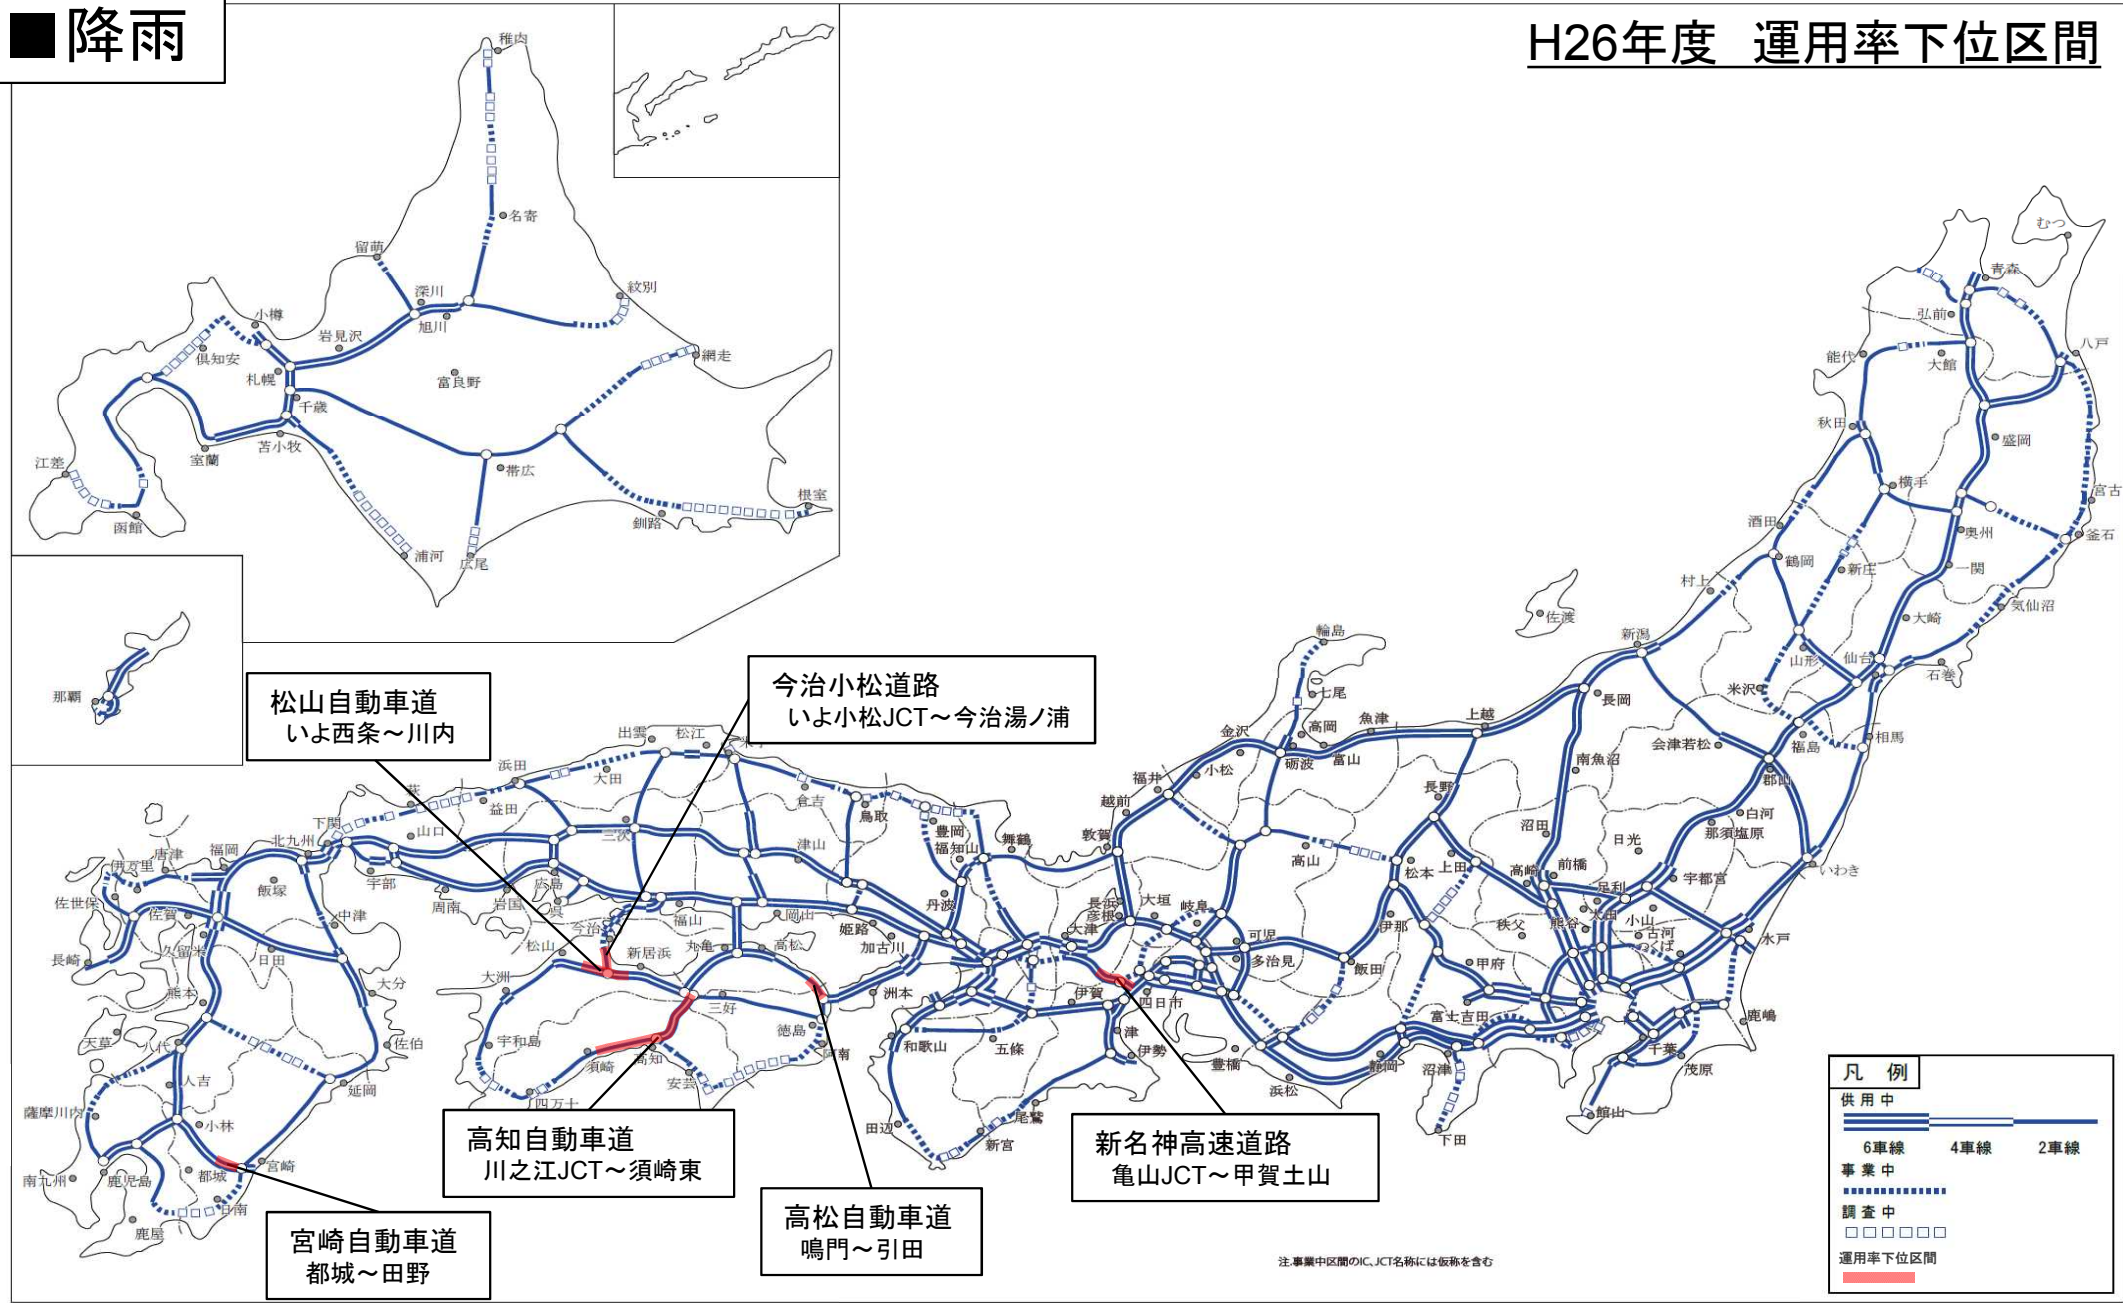 ■降雨
H26年度　運用率下位区間
稚内
名寄
留萌
深川
旭川
紋別
小樽
岩見沢
倶知安
札幌
富良野
網走
千歳
苫小牧
室蘭
江差
函館
帯広
浦河
広尾
釧路
根室
那覇
むつ
青森
弘前
八戸
能代
大館
秋田
盛岡
横手
宮古
酒田
奥州
釜石
鶴岡
新庄
一関
村上
気仙沼
大崎
佐渡
新潟
山形
仙台
石巻
米沢
長岡
会津若松
福島
相馬
輪島
七尾
高岡
魚津
上越
金沢
小松
砺波
富山
南魚沼
郡山
福井
越前
長野
白河
沼田
日光
那須塩原
敦賀
高山
松本
上田
高崎
前橋
足利
宇都宮
いわき
松山自動車道
いよ西条～川内
今治小松道路
いよ小松JCT～今治湯ノ浦
出雲
松江
米子
浜田
大田
倉吉
鳥取
萩
益田
豊岡
福知山
舞鶴
下関
山口
三次
津山
北九州
福岡
唐津
伊万里
飯塚
宇部
周南
岩国
広島
呉
福山
岡山
姫路
丹波
加古川
長浜
彦根
大垣
岐阜
大津
可児
多治見
飯田
伊那
秩父
熊谷
太田
小山
古河
つくば
水戸
甲府
佐世保
佐賀
中津
久留米
日田
長崎
大分
熊本
今治
松山
新居浜
丸亀
高松
大洲
三好
徳島
洲本
伊賀
四日市
津
伊勢
和歌山
五條
阿南
豊橋
浜松
静岡
沼津
富士吉田
千葉
鹿嶋
茂原
館山
下田
天草
八代
佐伯
宇和島
須崎
高知
安芸
四万十
人吉
延岡
薩摩川内
小林
田辺
新宮
尾鷲
南九州
鹿児島
都城
宮崎
日南
鹿屋
高知自動車道
川之江JCT～須崎東
新名神高速道路
亀山JCT～甲賀土山
高松自動車道
鳴門～引田
宮崎自動車道
都城～田野
凡　例
供用中
6車線　4車線　2車線
事業中
調査中
運用率下位区間
注.事業中区間のIC、JCT名称には仮称を含む